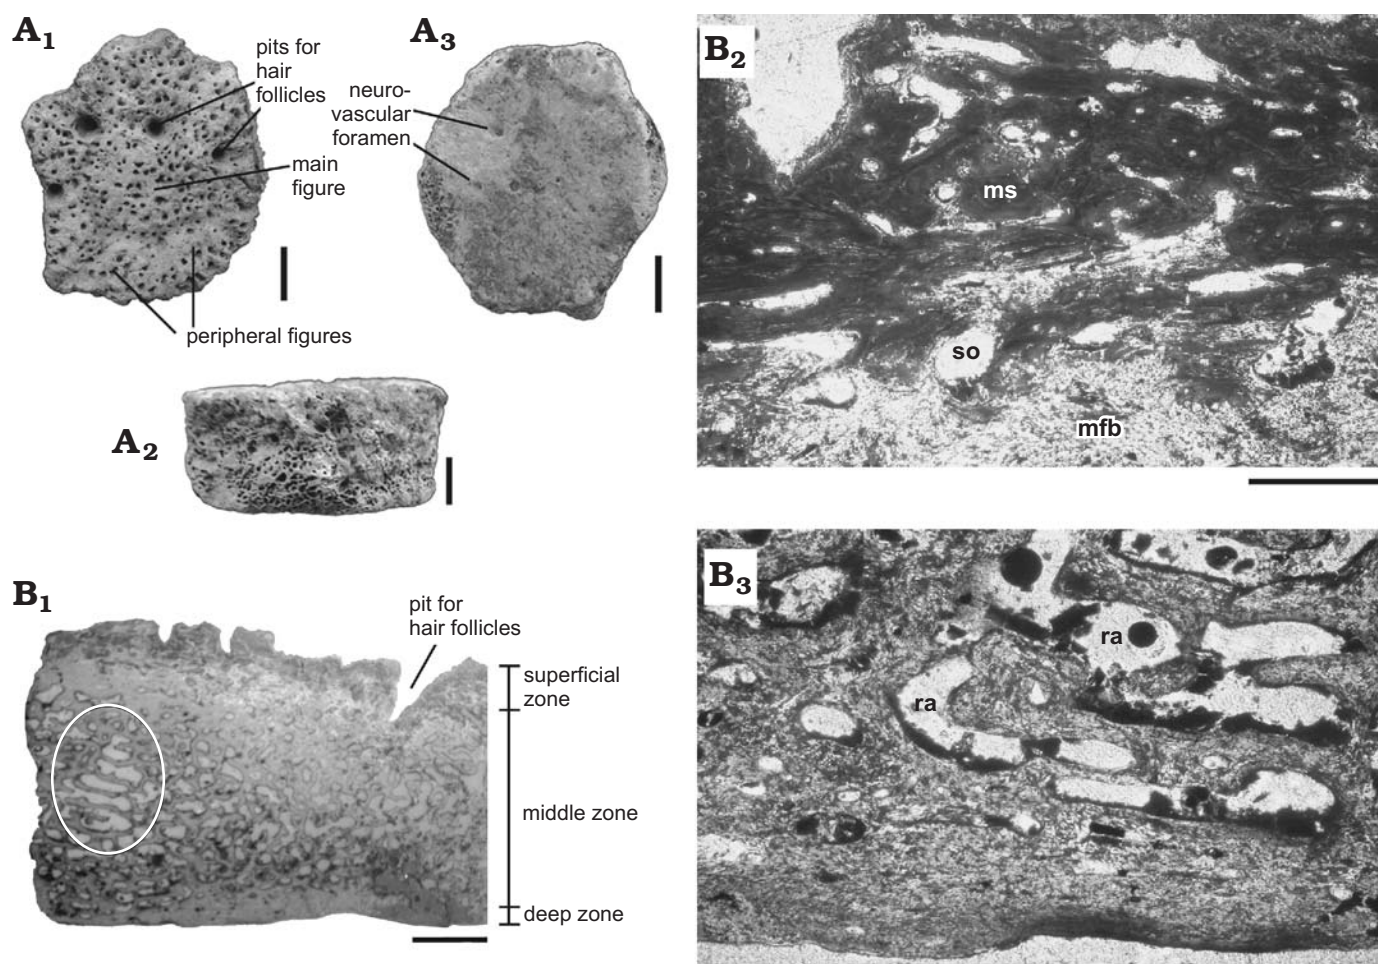 A1
pits for
hair
follicles
main
figure
peripheral figures
A3
neuro-
vascular
foramen
A2
B1
pit for
hair follicles
superficial
zone
middle zone
deep zone
B2
ms
so
mfb
B3
ra
ra